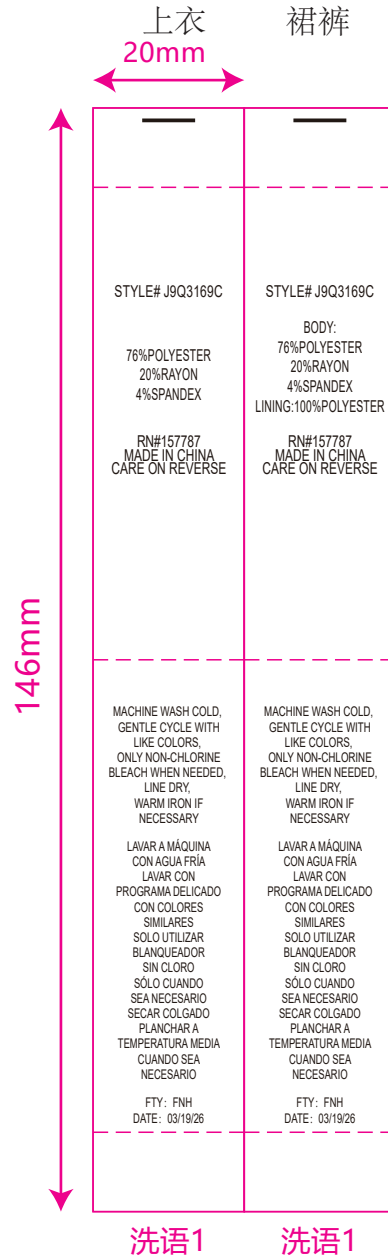 上衣
裙裤
20mm
146mm
STYLE# J9Q3169C
76%POLYESTER
20%RAYON
4%SPANDEX
RN#157787
MADE IN CHINA
CARE ON REVERSE
MACHINE WASH COLD,
GENTLE CYCLE WITH
LIKE COLORS,
ONLY NON-CHLORINE
BLEACH WHEN NEEDED,
LINE DRY,
WARM IRON IF
NECESSARY
LAVAR A MÁQUINA
CON AGUA FRÍA
LAVAR CON
PROGRAMA DELICADO
CON COLORES
SIMILARES
SOLO UTILIZAR
BLANQUEADOR
SIN CLORO
SÓLO CUANDO
SEA NECESARIO
SECAR COLGADO
PLANCHAR A
TEMPERATURA MEDIA
CUANDO SEA
NECESARIO
FTY: FNH
DATE: 03/19/26
洗语1
STYLE# J9Q3169C
BODY:
76%POLYESTER
20%RAYON
4%SPANDEX
LINING:100%POLYESTER
RN#157787
MADE IN CHINA
CARE ON REVERSE
MACHINE WASH COLD,
GENTLE CYCLE WITH
LIKE COLORS,
ONLY NON-CHLORINE
BLEACH WHEN NEEDED,
LINE DRY,
WARM IRON IF
NECESSARY
LAVAR A MÁQUINA
CON AGUA FRÍA
LAVAR CON
PROGRAMA DELICADO
CON COLORES
SIMILARES
SOLO UTILIZAR
BLANQUEADOR
SIN CLORO
SÓLO CUANDO
SEA NECESARIO
SECAR COLGADO
PLANCHAR A
TEMPERATURA MEDIA
CUANDO SEA
NECESARIO
FTY: FNH
DATE: 03/19/26
洗语1